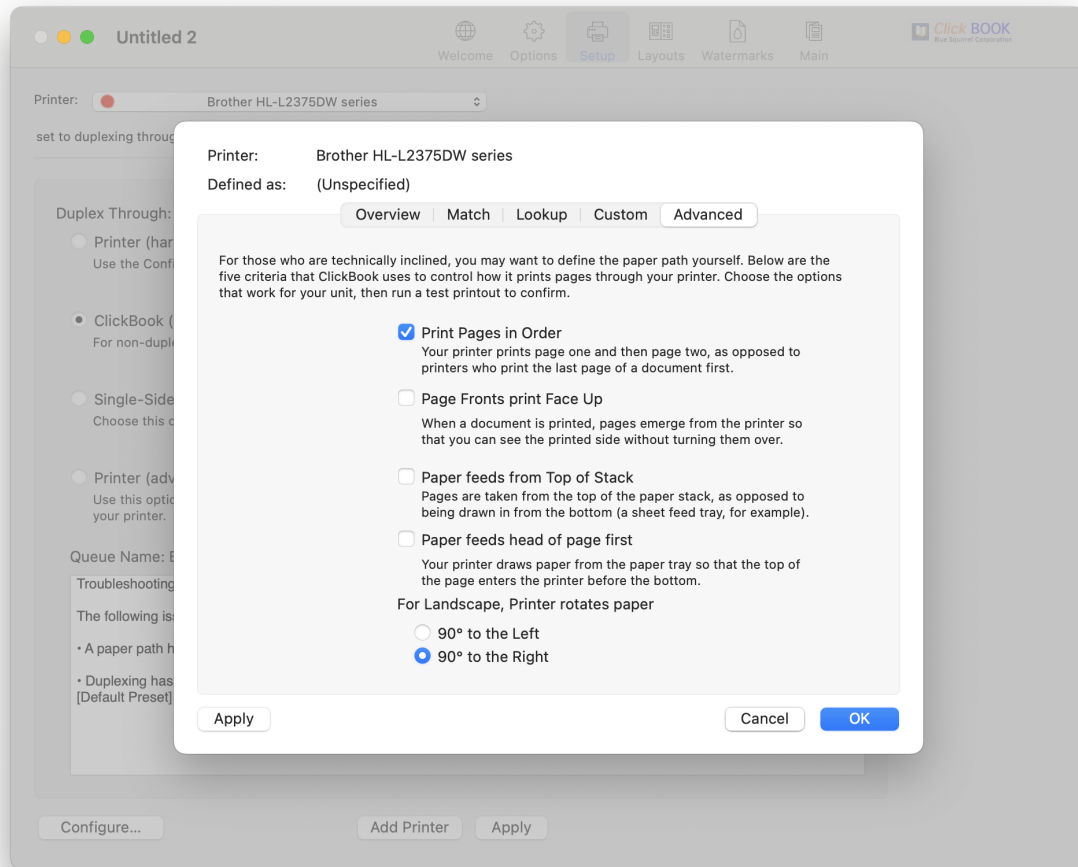 Untitled 2
Welcome Options Setup Layouts Watermarks Main
Click BOOK
Blue Squirrel Corporation
Printer: Brother HL-L2375DW series
set to duplexing throug
Printer: Brother HL-L2375DW series
Defined as: (Unspecified)
Overview Match Lookup Custom Advanced
For those who are technically inclined, you may want to define the paper path yourself. Below are the
five criteria that ClickBook uses to control how it prints pages through your printer. Choose the options
that work for your unit, then run a test printout to confirm.
Print Pages in Order
Your printer prints page one and then page two, as opposed to
printers who print the last page of a document first.
Page Fronts print Face Up
When a document is printed, pages emerge from the printer so
that you can see the printed side without turning them over.
Paper feeds from Top of Stack
Pages are taken from the top of the paper stack, as opposed to
being drawn in from the bottom (a sheet feed tray, for example).
Paper feeds head of page first
Your printer draws paper from the paper tray so that the top of
the page enters the printer before the bottom.
For Landscape, Printer rotates paper
90° to the Left
90° to the Right
Apply Cancel OK
Duplex Through:
Printer (har
Use the Confi
ClickBook (
For non-duple
Single-Side
Choose this o
Printer (adv
Use this optio
your printer.
Queue Name:
Troubleshooting
The following is
• A paper path h
• Duplexing has
[Default Preset]
Configure... Add Printer Apply